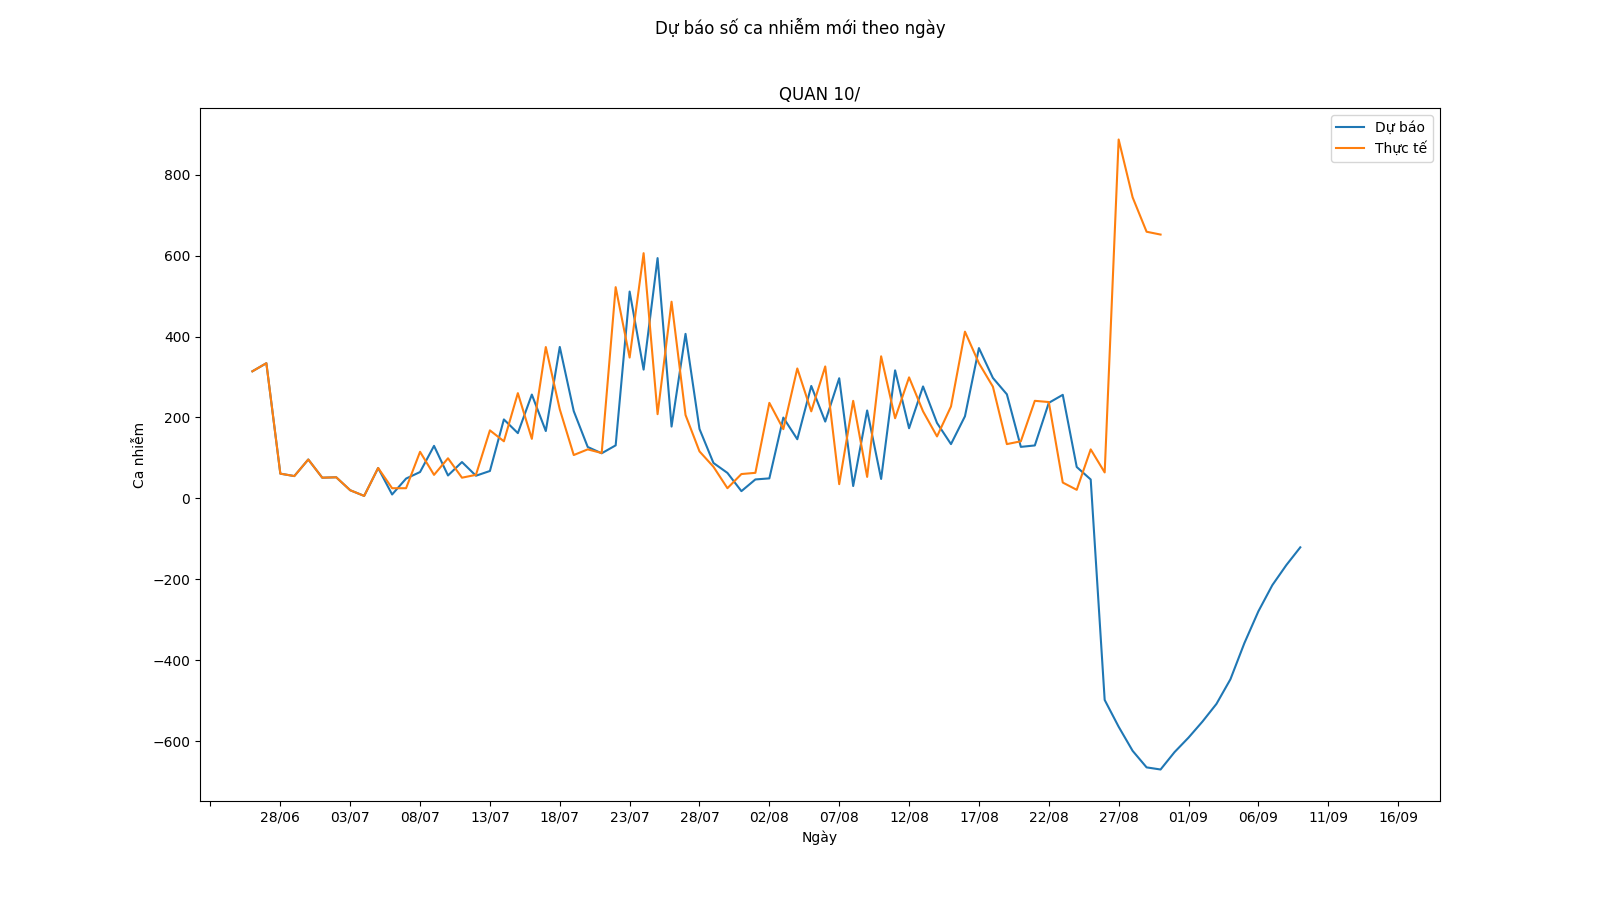 Dự báo số ca nhiễm mới theo ngày
QUAN 10/
Dự báo
Thực tế
Ca nhiễm
800
600
400
200
0
−200
−400
−600
28/06 03/07 08/07 13/07 18/07 23/07 28/07 02/08 07/08 12/08 17/08 22/08 27/08 01/09 06/09 11/09 16/09
Ngày